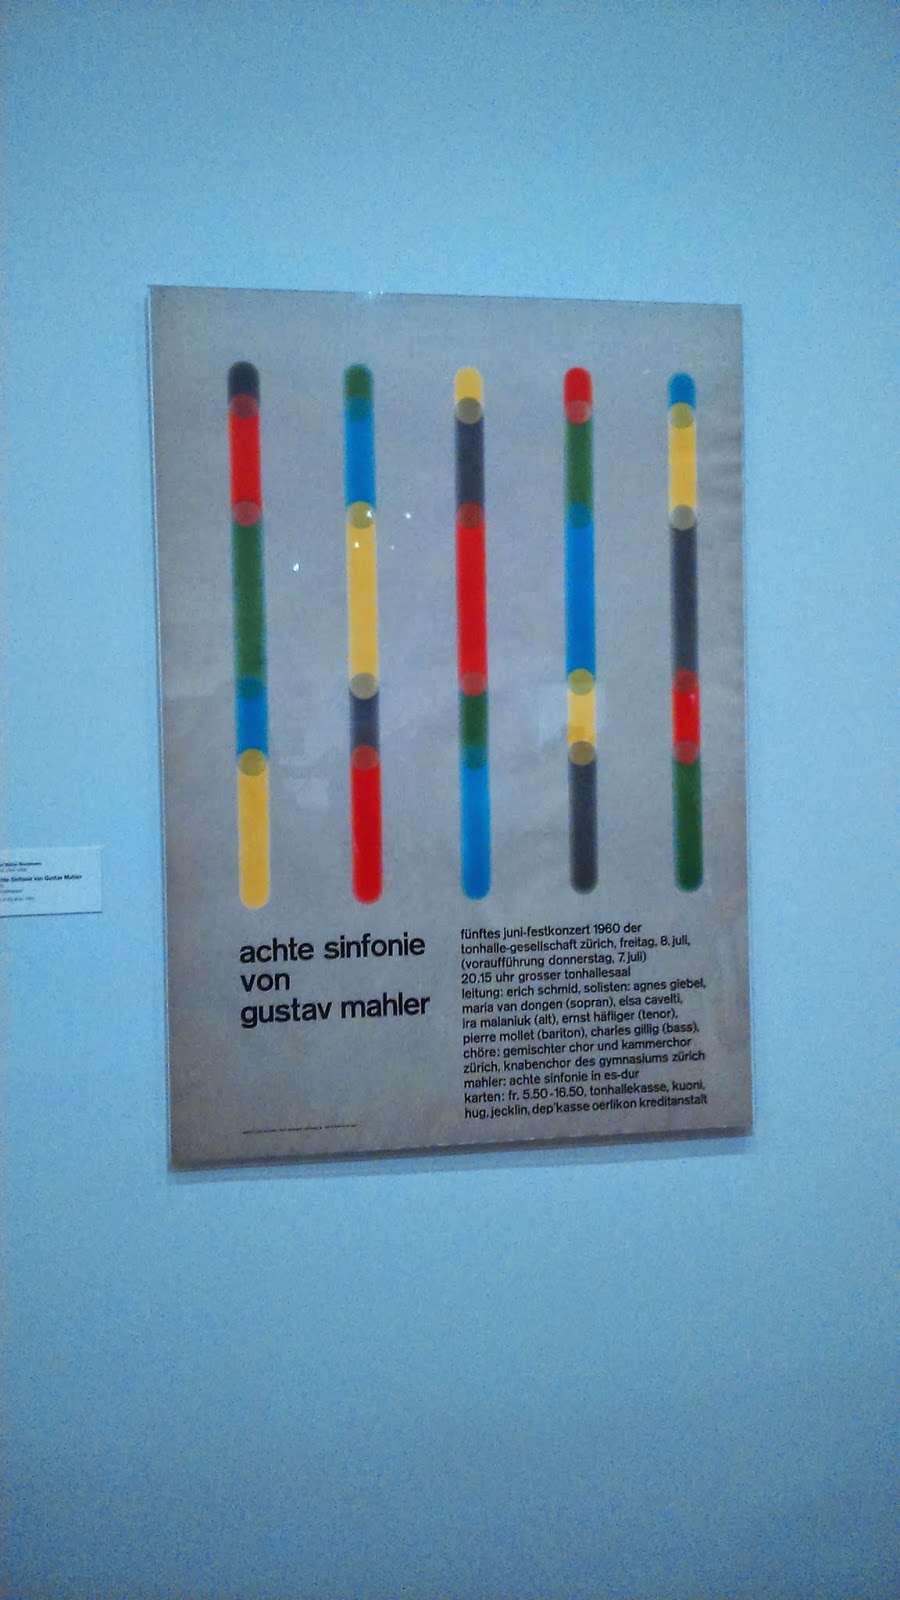 achte sinfonie
von
gustav mahler
fünftes juni-festkonzert 1960 der
tonhalle-gesellschaft zürich, freitag, 8. juli,
(voraufführung donnerstag, 7. juli)
20.15 uhr grosser tonhallesaal
leitung: erich schmid, solisten: agnes giebel,
maria van dongen (sopran), elsa cavelti,
ira malaniuk (alt), ernst häfliger (tenor),
pierre mollet (bariton), charles gillig (bass),
chöre: gemischter chor und kammerchor
zürich, knabenchor des gymnasiums zürich
mahler: achte sinfonie in es-dur
karten: fr. 5.50-16.50, tonhallekasse, kuoni,
hug, jecklin, dep'kasse oerlikon kreditanstalt
Sinfonie von Gustav Mahler